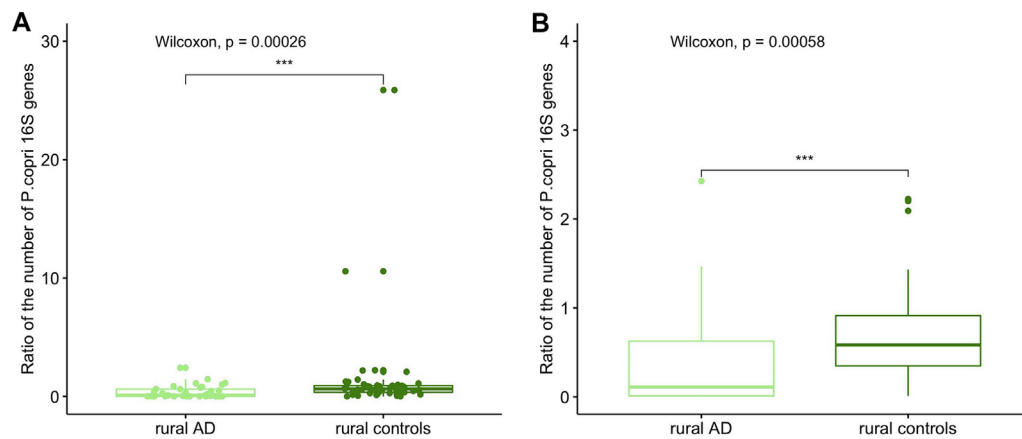 A
Wilcoxon, p = 0.00026
***
Ratio of the number of P.copri 16S genes
30
20
10
0
rural AD
rural controls
B
Wilcoxon, p = 0.00058
***
Ratio of the number of P.copri 16S genes
4
3
2
1
0
rural AD
rural controls